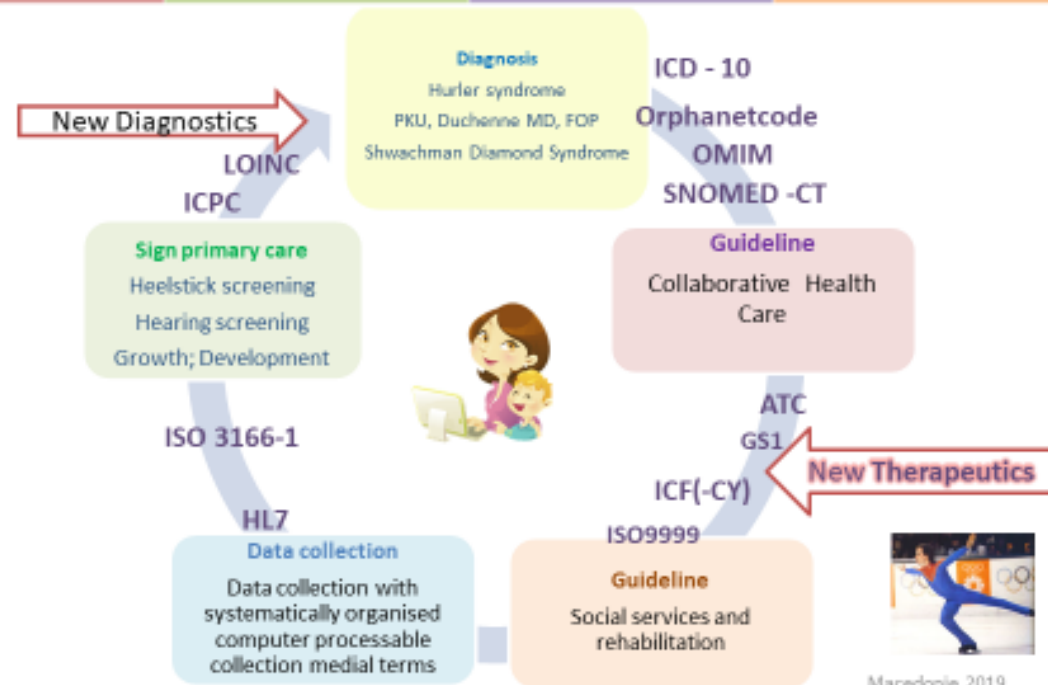 Diagnosis
Hurler syndrome
PKU, Duchenne MD, FOP
Shwachman Diamond Syndrome
New Diagnostics
LOINC
ICPC
ICD - 10
Orphanetcode
OMIM
SNOMED -CT
Sign primary care
Heelstick screening
Hearing screening
Growth; Development
Guideline
Collaborative Health
Care
ATC
GS1
New Therapeutics
ICF(-CY)
ISO9999
ISO 3166-1
HL7
Data collection
Data collection with
systematically organised
computer processable
collection medial terms
Guideline
Social services and
rehabilitation
Macedonie 2019